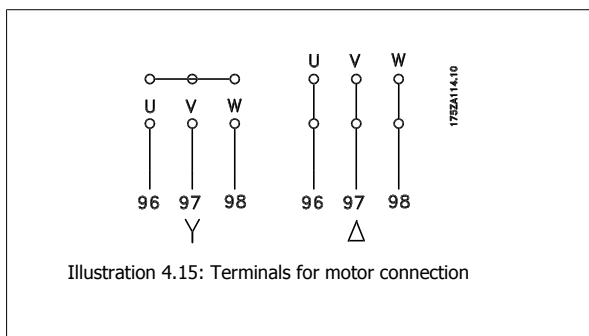 U V W
U V W
175ZA114.10
96 97 98
96 97 98
Y
Δ
Illustration 4.15: Terminals for motor connection